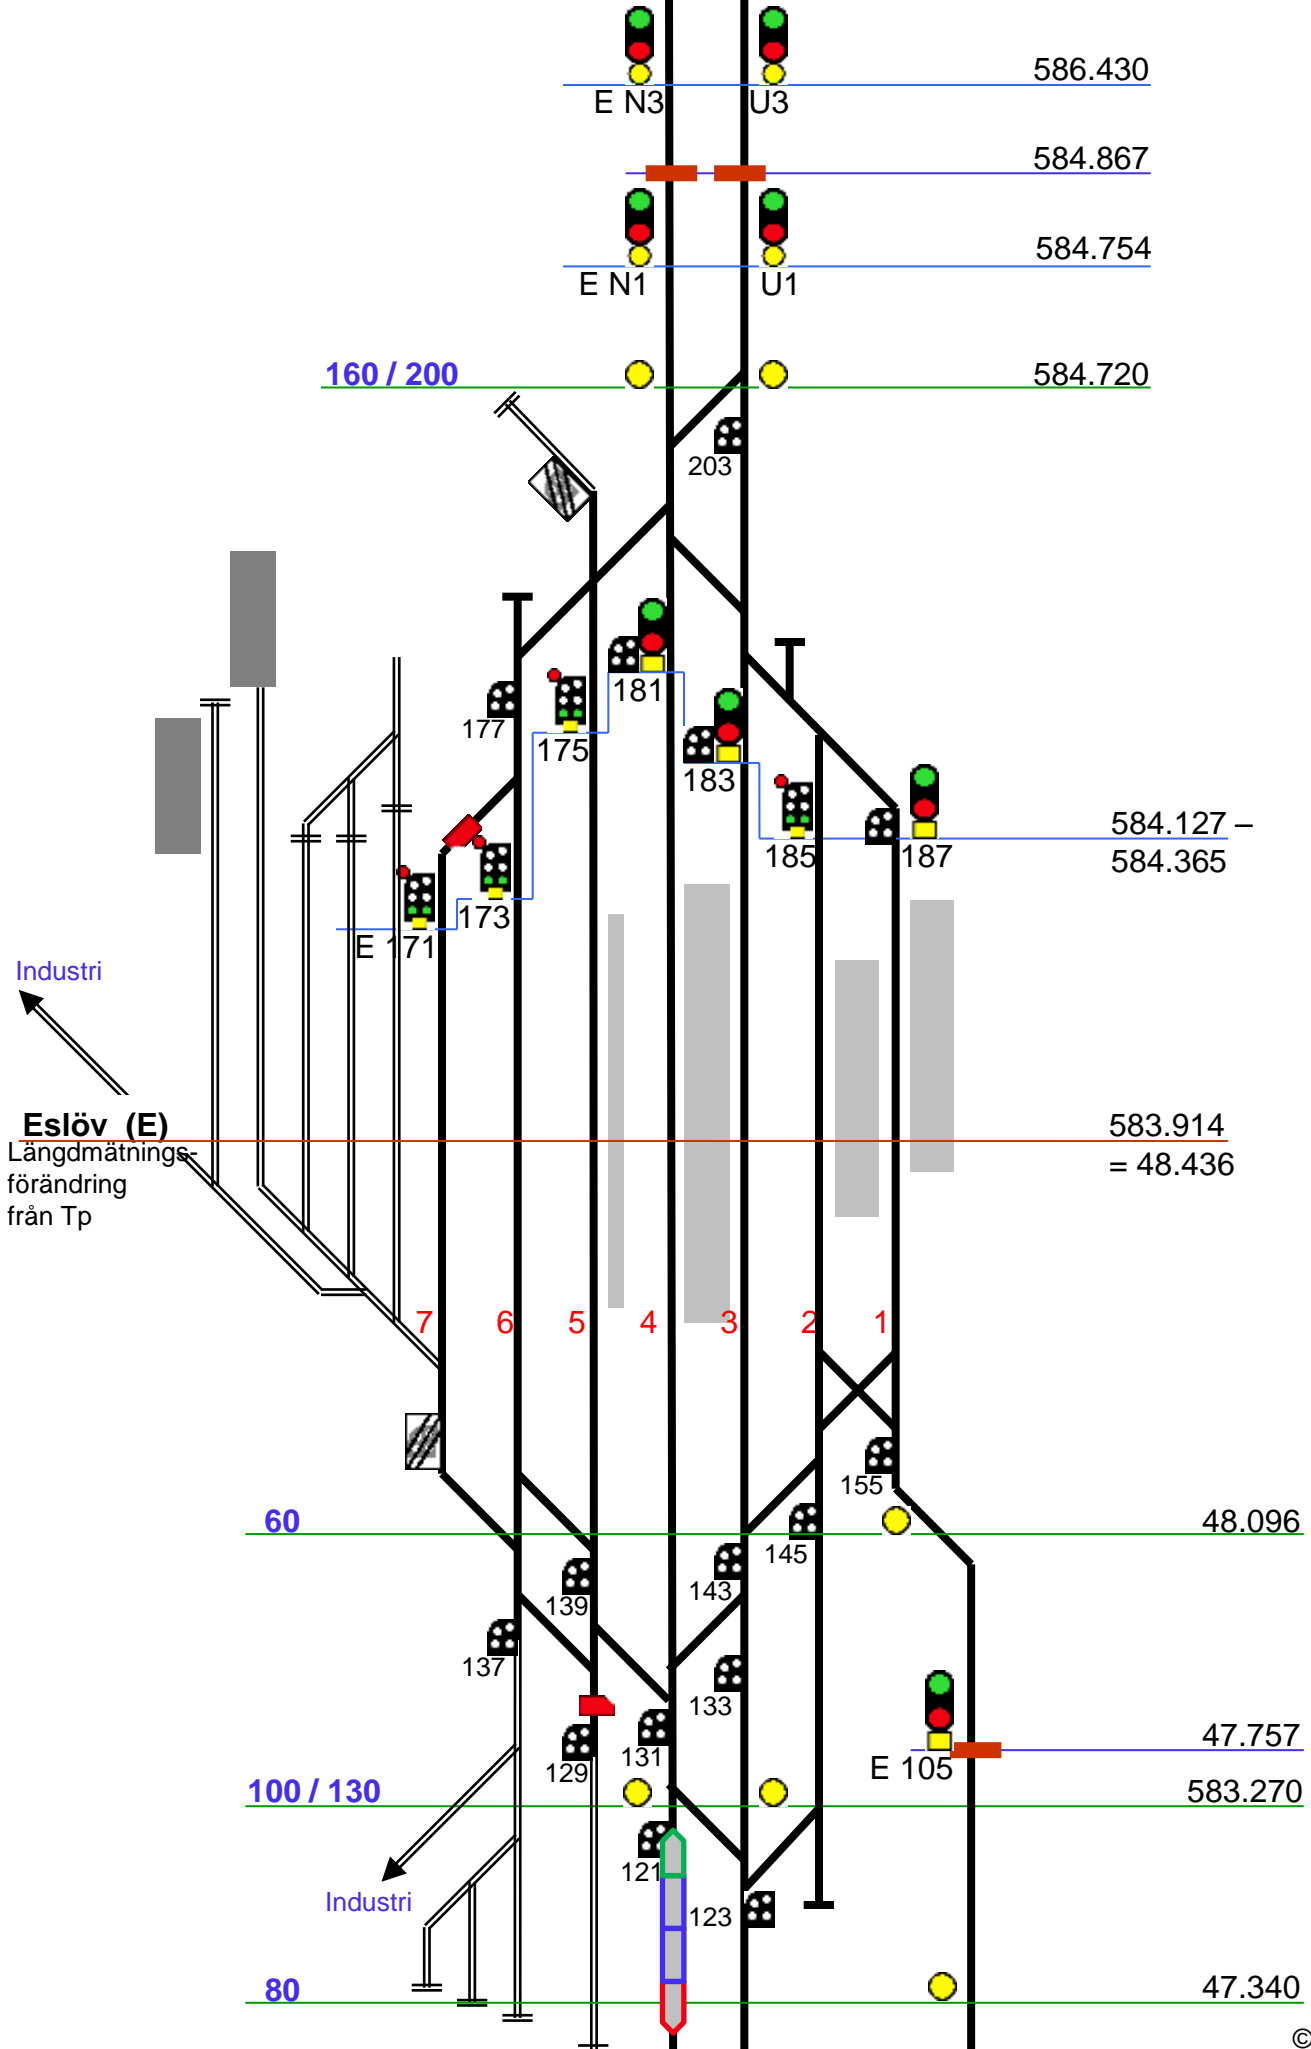 586.430
E N3
U3
584.867
584.754
E N1
U1
160 / 200
584.720
203
181
177
175
183
584.127 –
185
187
584.365
173
E 171
Industri
Eslöv (E)
583.914
Längdmätnings-
= 48.436
förändring
från Tp
7
6
5
4
3
2
1
155
60
48.096
145
143
139
137
133
47.757
131
129
E 105
100 / 130
583.270
121
Industri
123
80
47.340
©